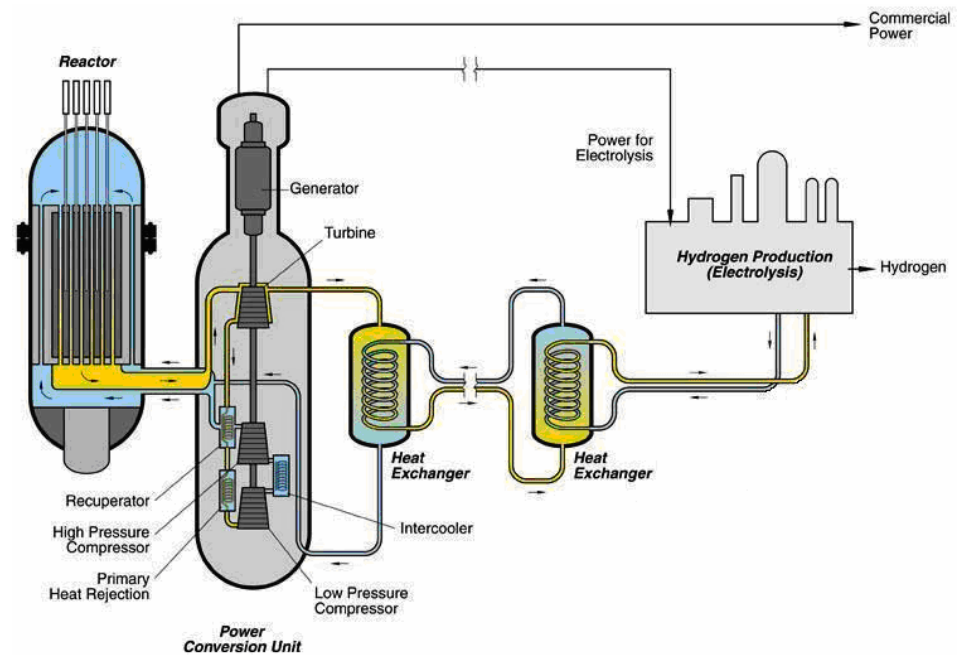 Commercial
Power
Reactor
Power for
Electrolysis
Generator
Turbine
Hydrogen Production
(Electrolysis)
Hydrogen
Heat
Exchanger
Heat
Exchanger
Recuperator
High Pressure
Compressor
Intercooler
Primary
Heat Rejection
Low Pressure
Compressor
Power
Conversion Unit